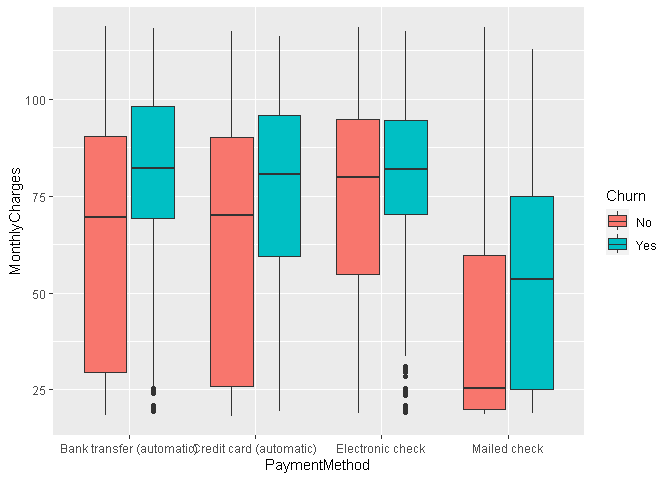 100
75
50
25
MonthlyCharges
Bank transfer (automatic)
Credit card (automatic)
Electronic check
Mailed check
PaymentMethod
Churn
No
Yes